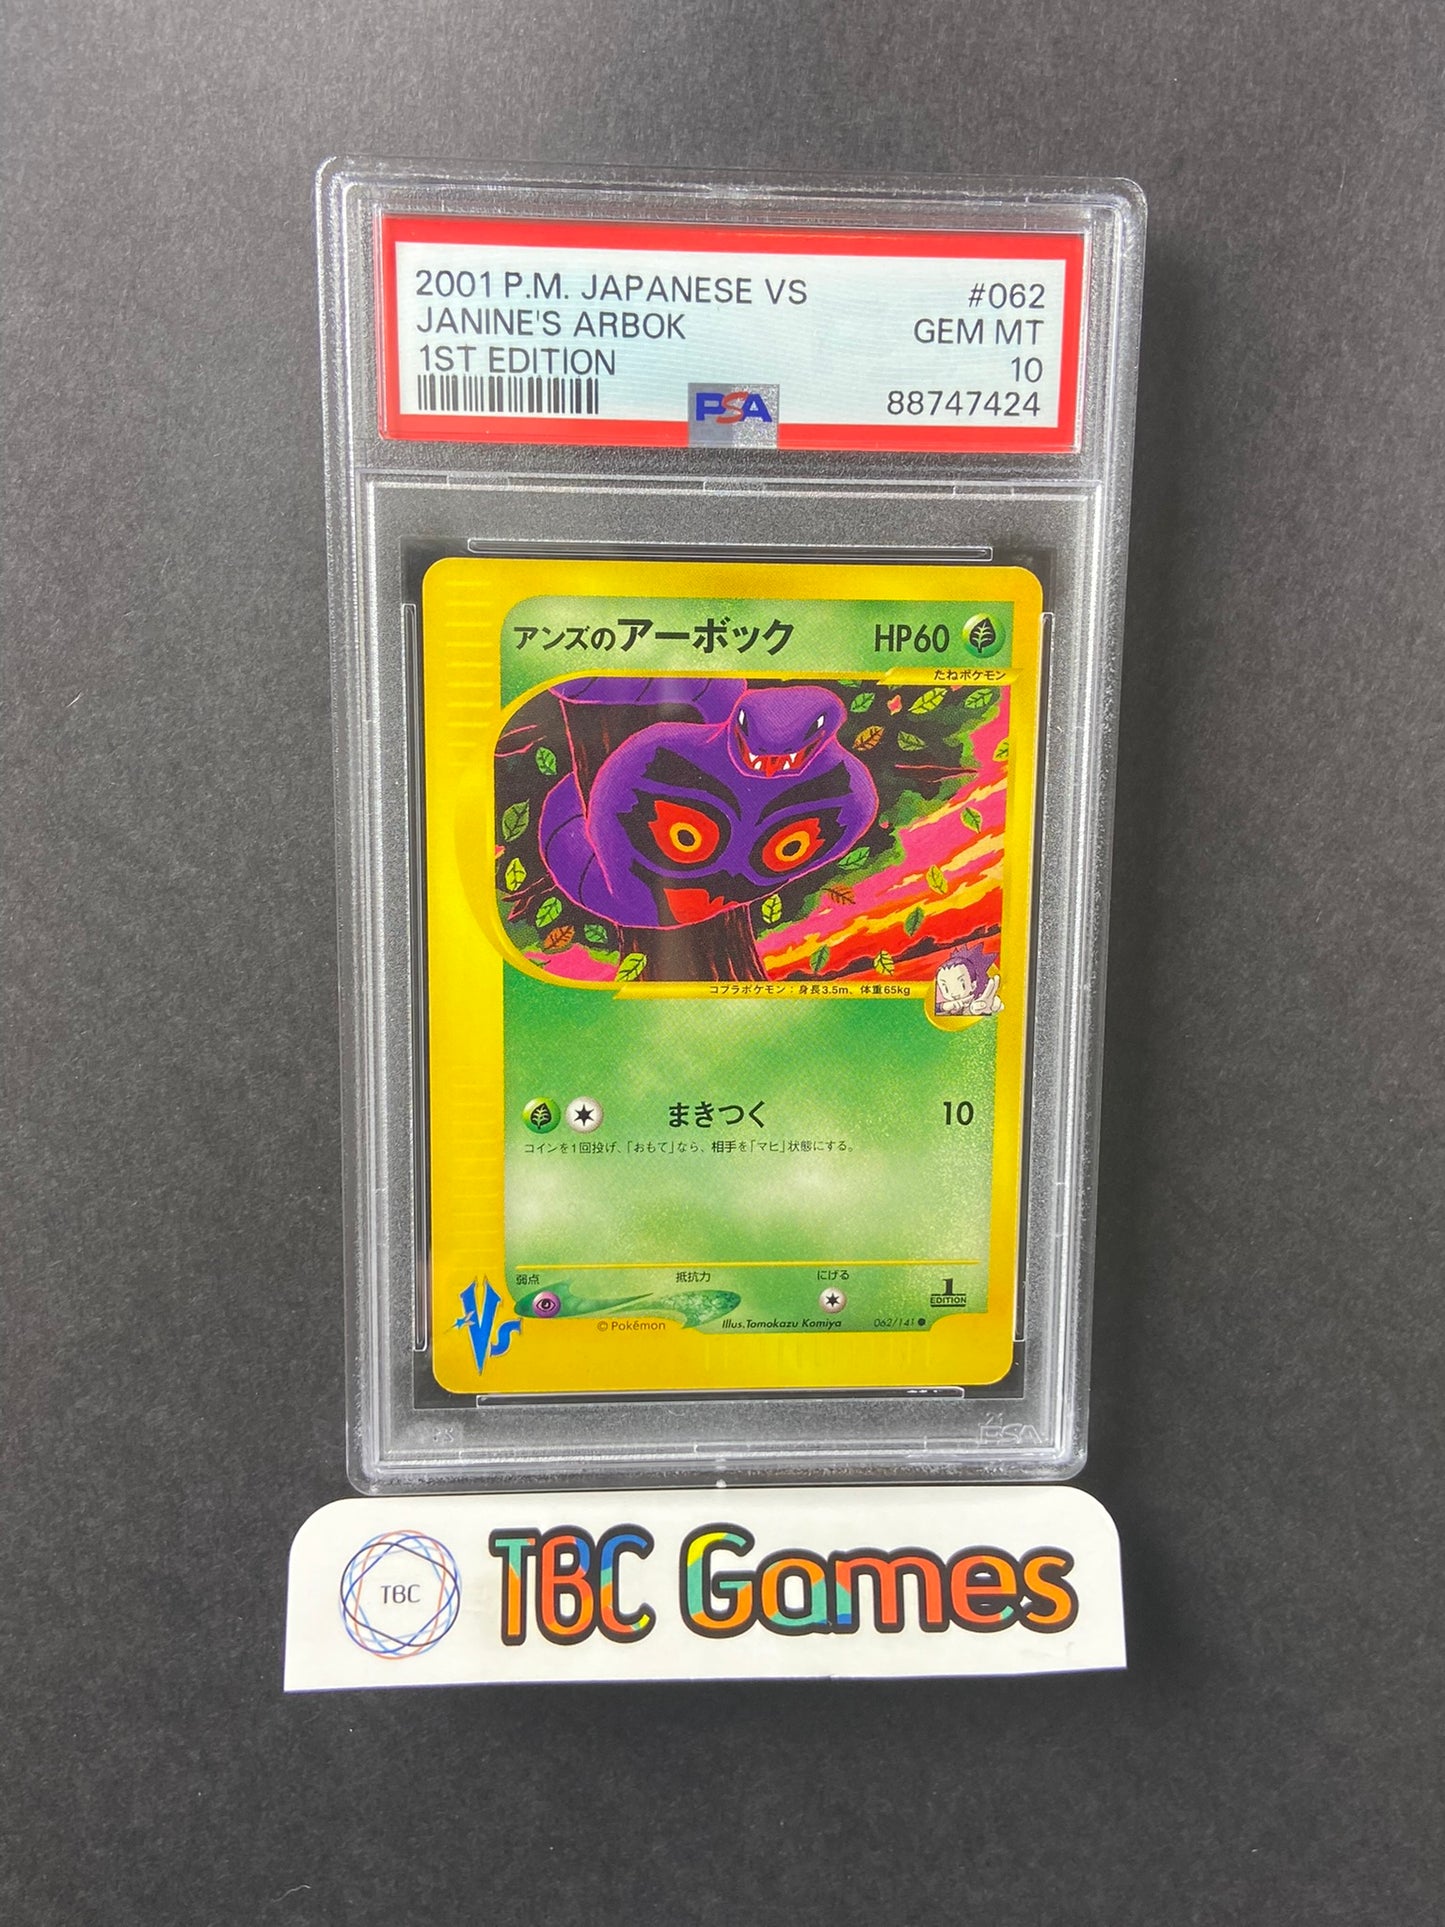 2001 P.M. JAPANESE VS #062
JANINE'S ARBOK GEM MT
1ST EDITION 10
PSA 88747424
アンズのアーボック HP60
たねポケモン
コブラポケモン：身長3.5m、体重65kg
まきつく 10
コインを1回投げ、「おもて」なら、相手を「マヒ」状態にする。
弱点 抵抗力 にげる
1
EDITION
Vs
©Pokémon Illus.Tomokazu Komiya 062/141
PSA
TBC TBC Games